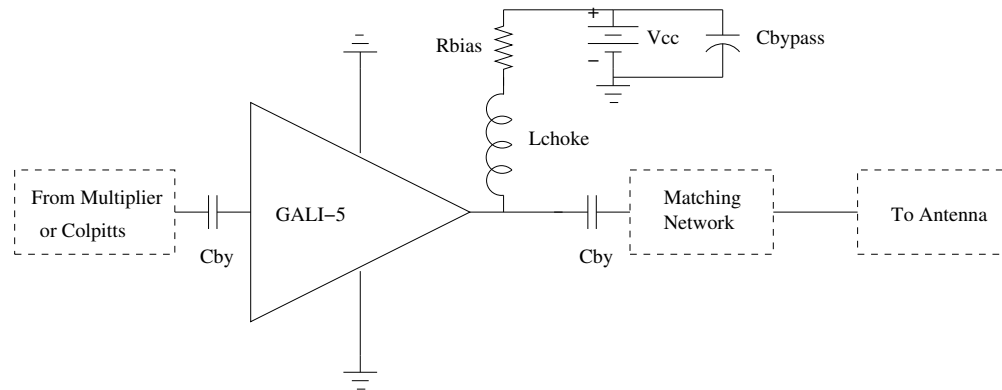 +
Rbias
Vcc
Cbypass
−
Lchoke
From Multiplier
or Colpitts
Cby
GALI−5
Cby
Matching
Network
To Antenna